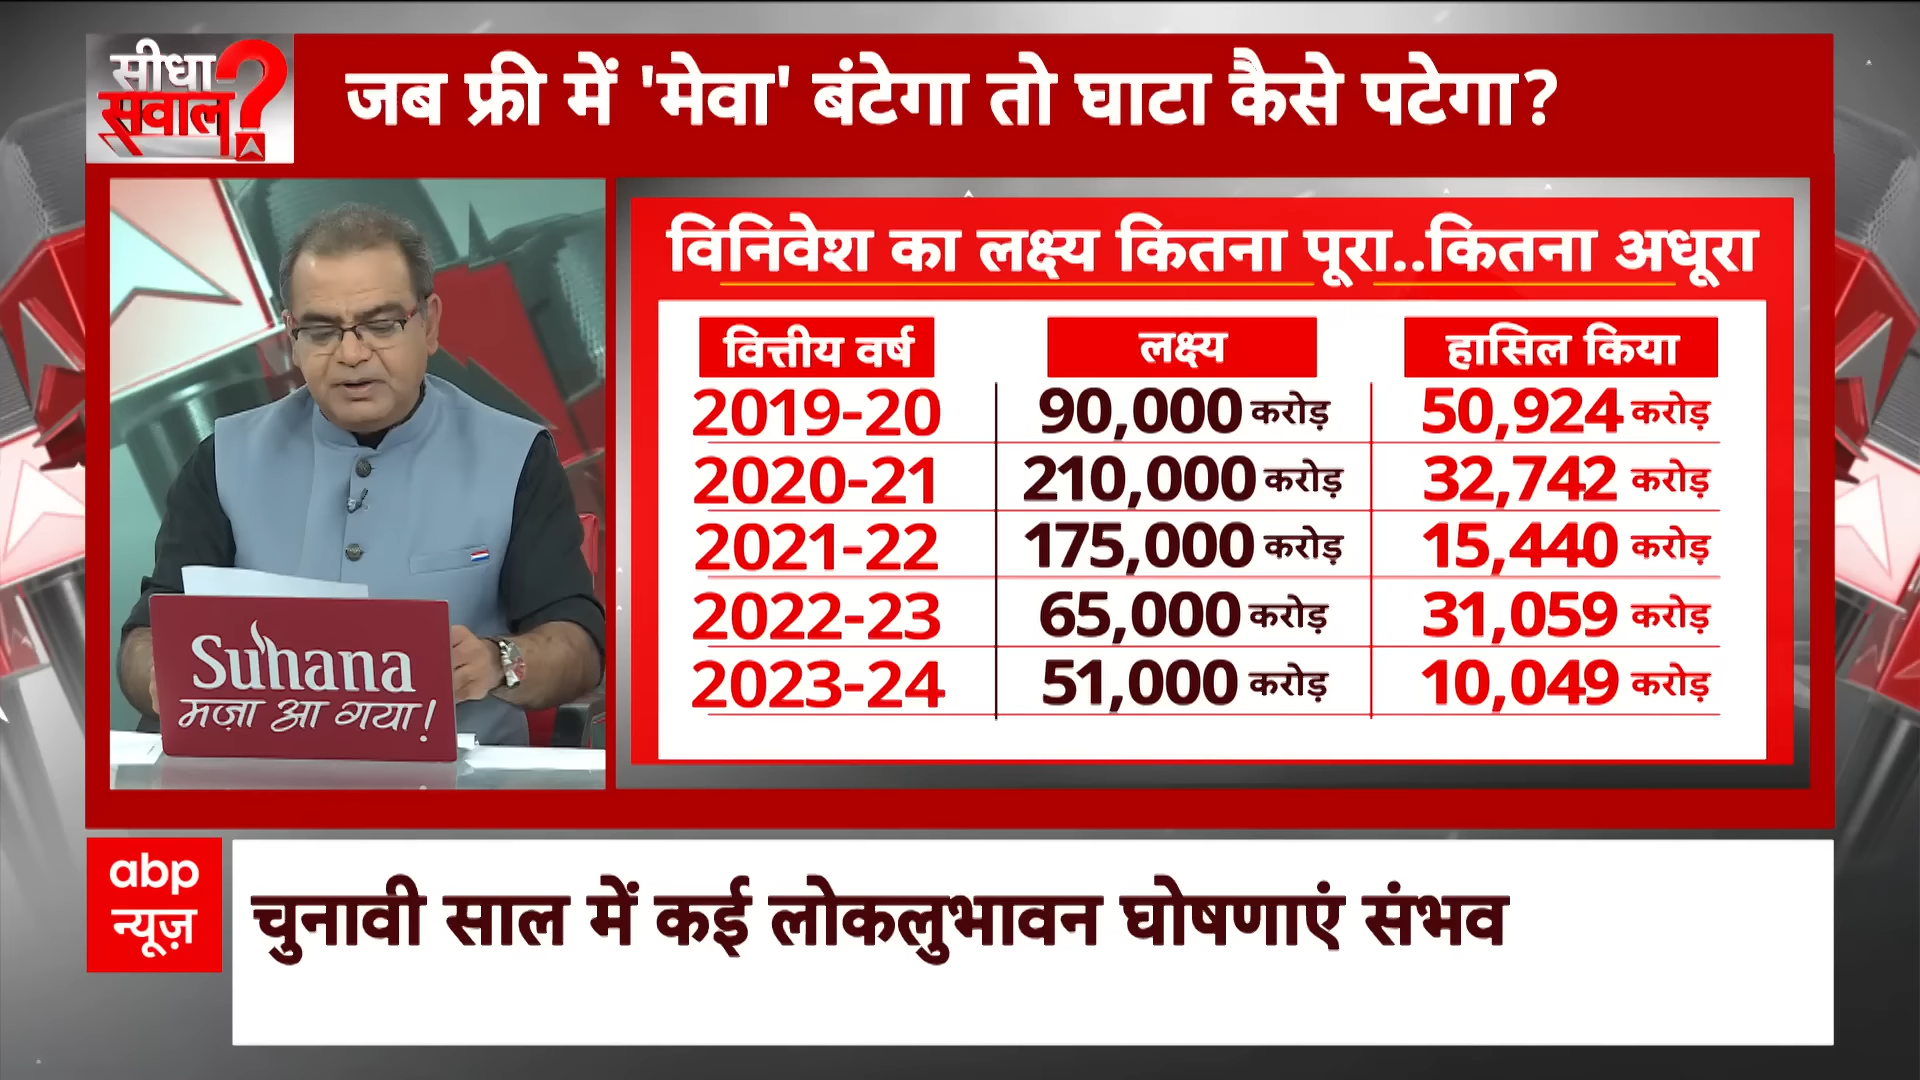 सीधा
सवाल?
जब फ्री में 'मेवा' बंटेगा तो घाटा कैसे पटेगा?
विनिवेश का लक्ष्य कितना पूरा..कितना अधूरा
वित्तीय वर्ष लक्ष्य हासिल किया
2019-20 90,000 करोड़ 50,924 करोड़
2020-21 210,000 करोड़ 32,742 करोड़
2021-22 175,000 करोड़ 15,440 करोड़
2022-23 65,000 करोड़ 31,059 करोड़
2023-24 51,000 करोड़ 10,049 करोड़
Suhana
मज़ा आ गया!
abp
न्यूज़
चुनावी साल में कई लोकलुभावन घोषणाएं संभव